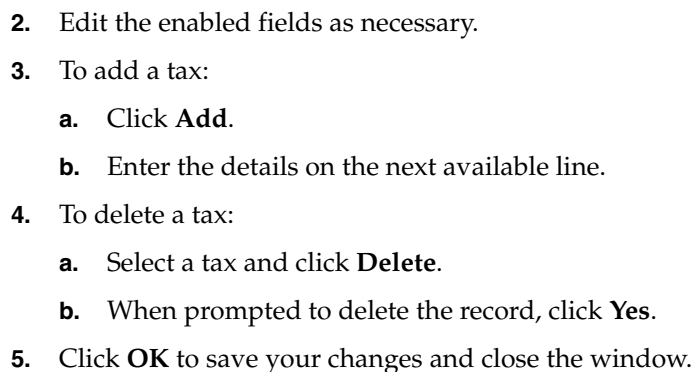 2. Edit the enabled fields as necessary.
3. To add a tax:
a. Click Add.
b. Enter the details on the next available line.
4. To delete a tax:
a. Select a tax and click Delete.
b. When prompted to delete the record, click Yes.
5. Click OK to save your changes and close the window.